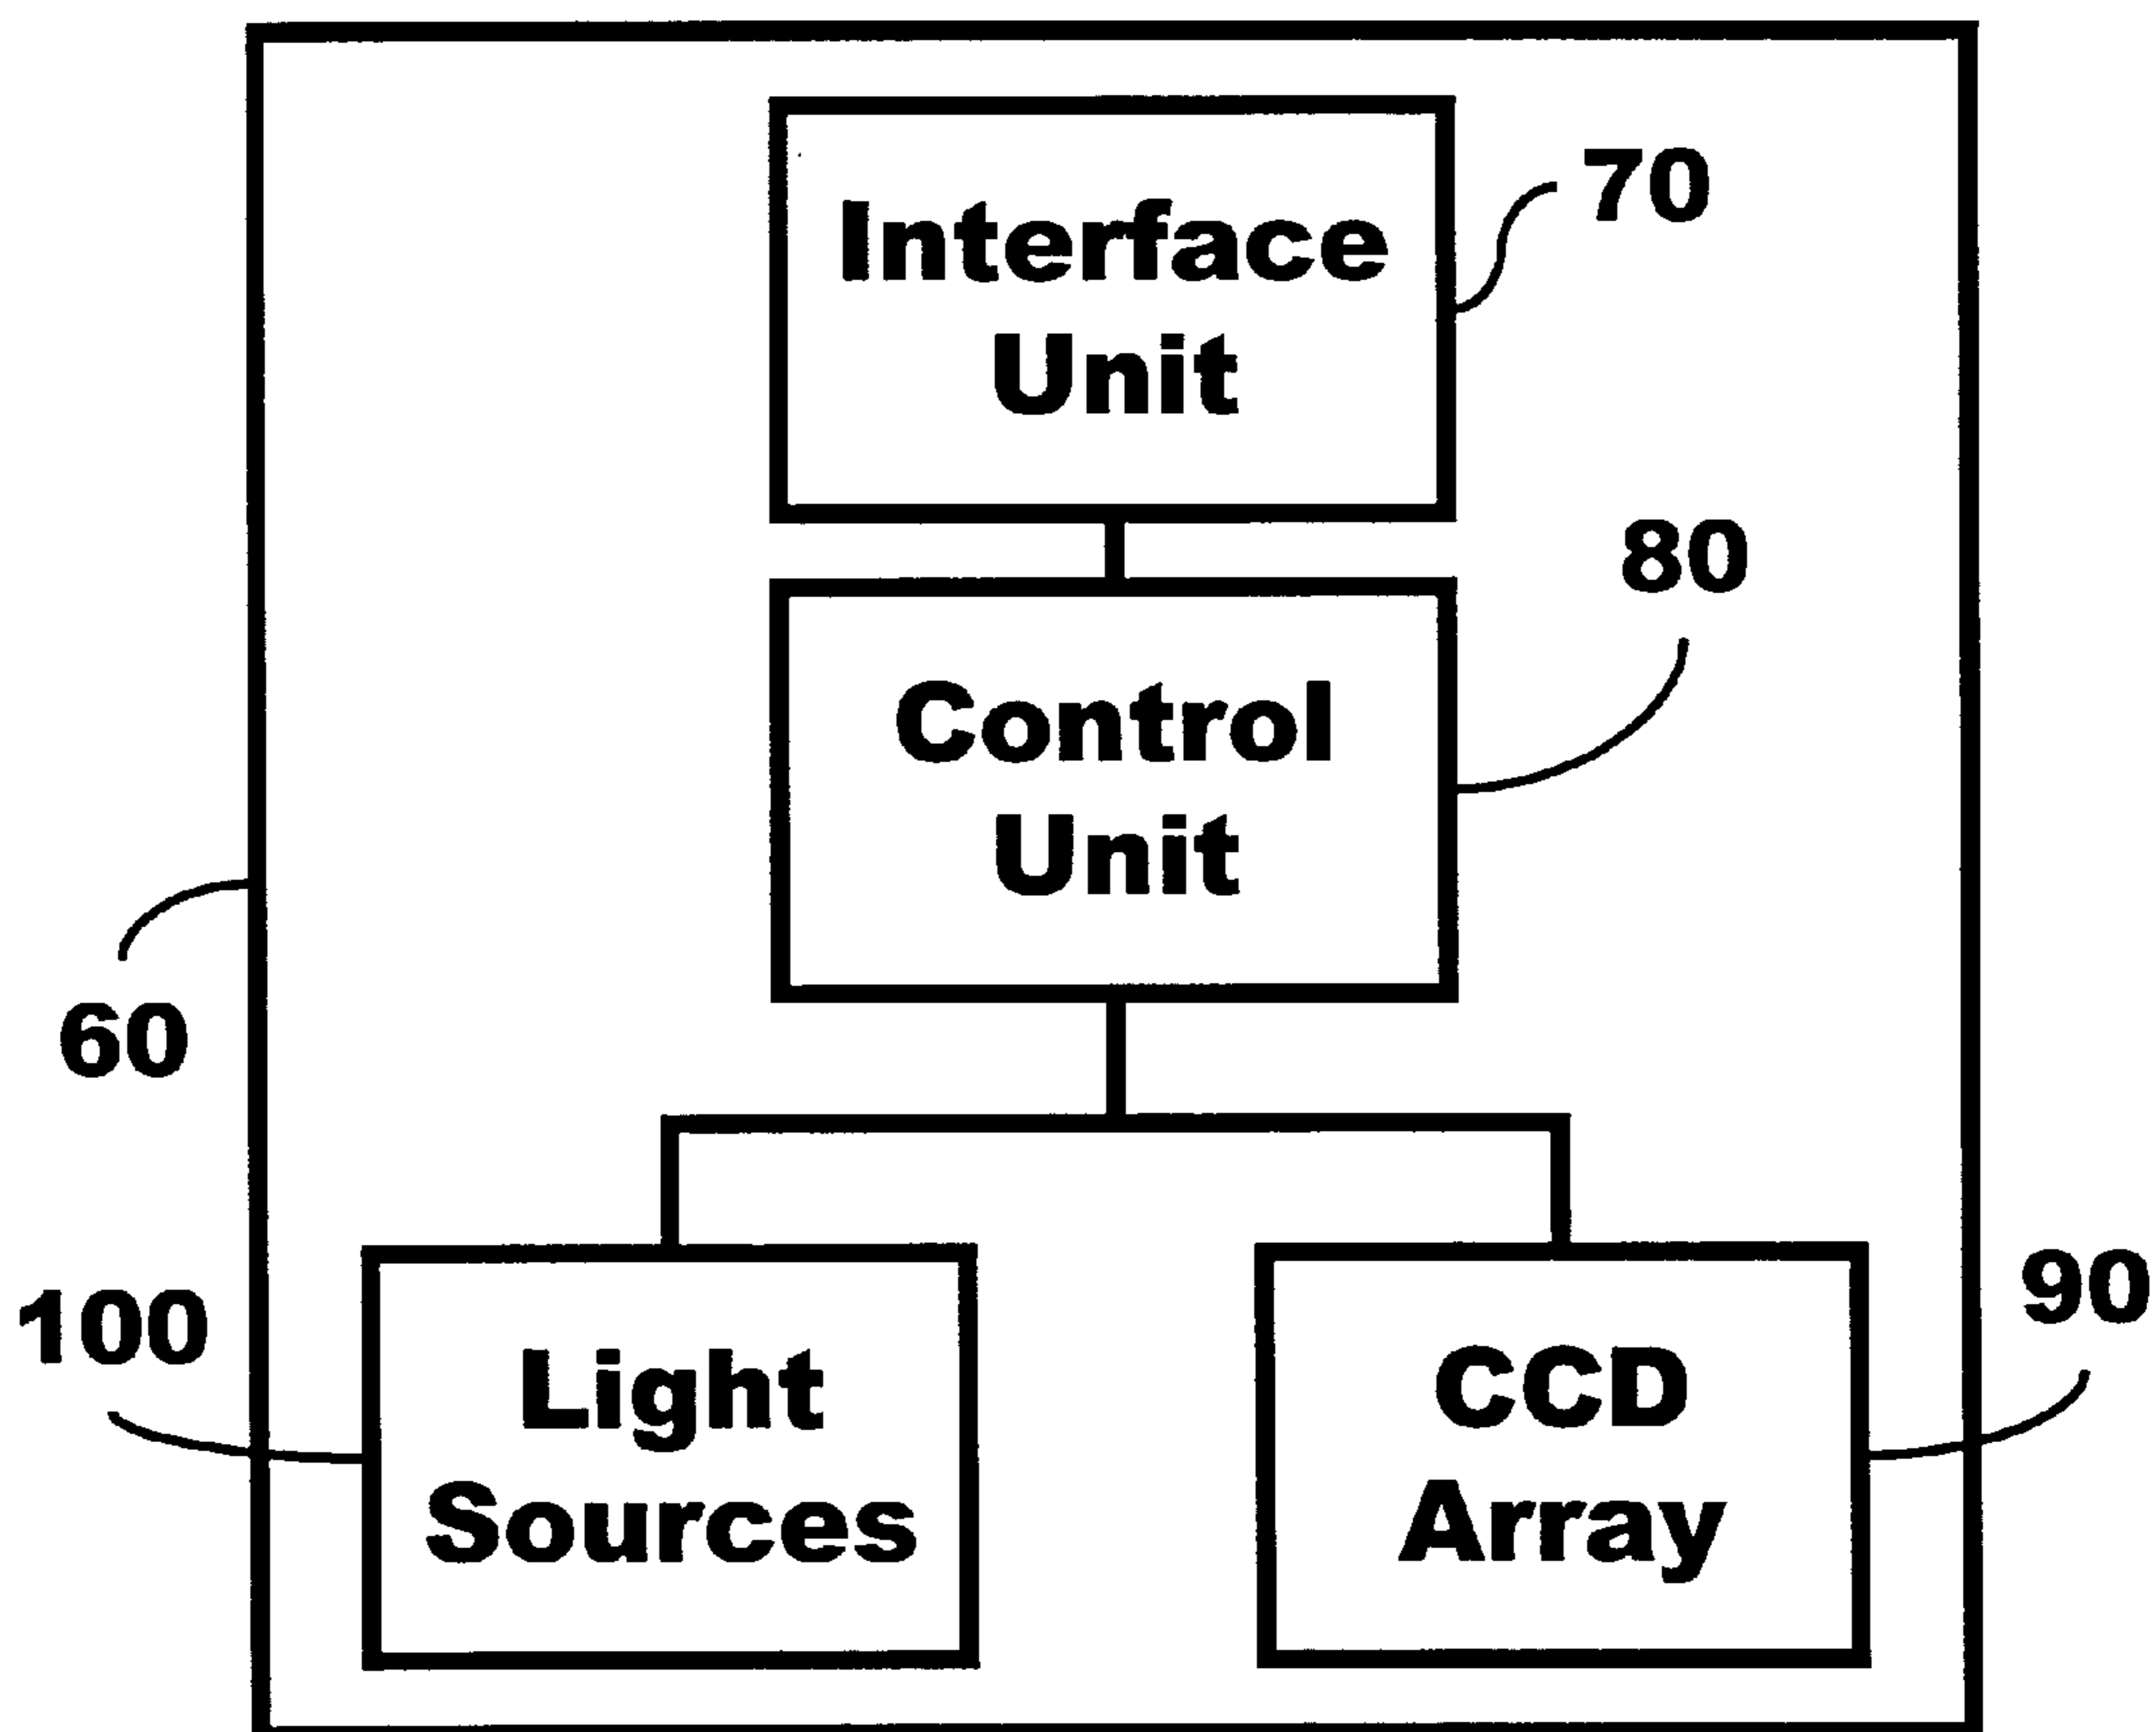 Interface
Unit
70
80
Control
Unit
60
100
Light
Sources
CCD
Array
90